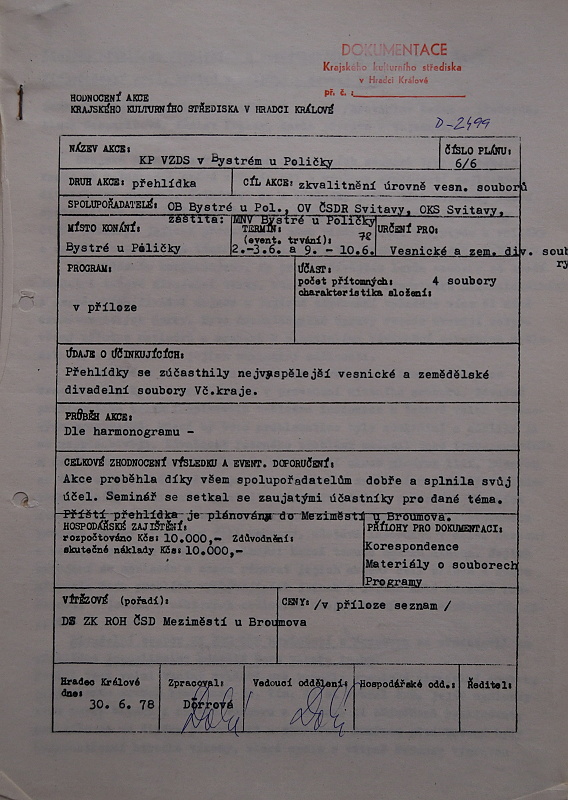 DOKUMENTACE
Krajského kulturního střediska
v Hradci Králové
př. č. :
D-2499
HODNOCENÍ AKCE
KRAJSKÉHO KULTURNÍHO STŘEDISKA V HRADCI KRÁLOVÉ
NÁZEV AKCE:
KP VZDS v Bystrém u Poličky
ČÍSLO PLÁNU:
6/6
DRUH AKCE: přehlídka
CÍL AKCE: zkvalitnění úrovně vesn. souborů
SPOLUPOŘADATELÉ: OB Bystré u Pol., OV ČSDR Svitavy, OKS Svitavy,
záštita: MNV Bystré u Poličky
MÍSTO KONÁNÍ:
Bystré u Poličky
TERMÍN:
(event. trvání): 78
2.-3.6. a 9. - 10.6.
URČENÍ PRO:
Vesnické a zem. div. soubo
ry
PROGRAM:
v příloze
ÚČAST:
počet přítomných: 4 soubory
charakteristika složení:
ÚDAJE O ÚČINKUJÍCÍCH:
Přehlídky se zúčasthily nejvyspělejší vesnické a zemědělské
divadelní soubory Vč.kraje.
PRŮBĚH AKCE:
Dle harmonogramu -
CELKOVÉ ZHODNOCENÍ VÝSLEDKU A EVENT. DOPORUČENÍ:
Akce proběhla díky všem spolupořadatelům dobře a splnila svůj
účel. Seminář se setkal se zaujatými účastníky pro dané téma.
Příští přehlídka je plánována do Meziměstí u Broumova.
HOSPODÁŘSKÉ ZAJIŠTĚNÍ:
rozpočtováno Kčs: 10.000,- Zdůvodnění:
skutečné náklady Kčs: 10.000,-
PŘÍLOHY PRO DOKUMENTACI:
Korespondence
Materiály o souborech
Programy
VÍTĚZOVÉ (pořadí):
DS ZK ROH ČSD Meziměstí u Broumova
CENY: /v příloze seznam /
Hradec Králové
dne:
30. 6. 78
Zpracoval:
Dörrová
Vedoucí oddělení:
Hospodářské odd.:
Ředitel: